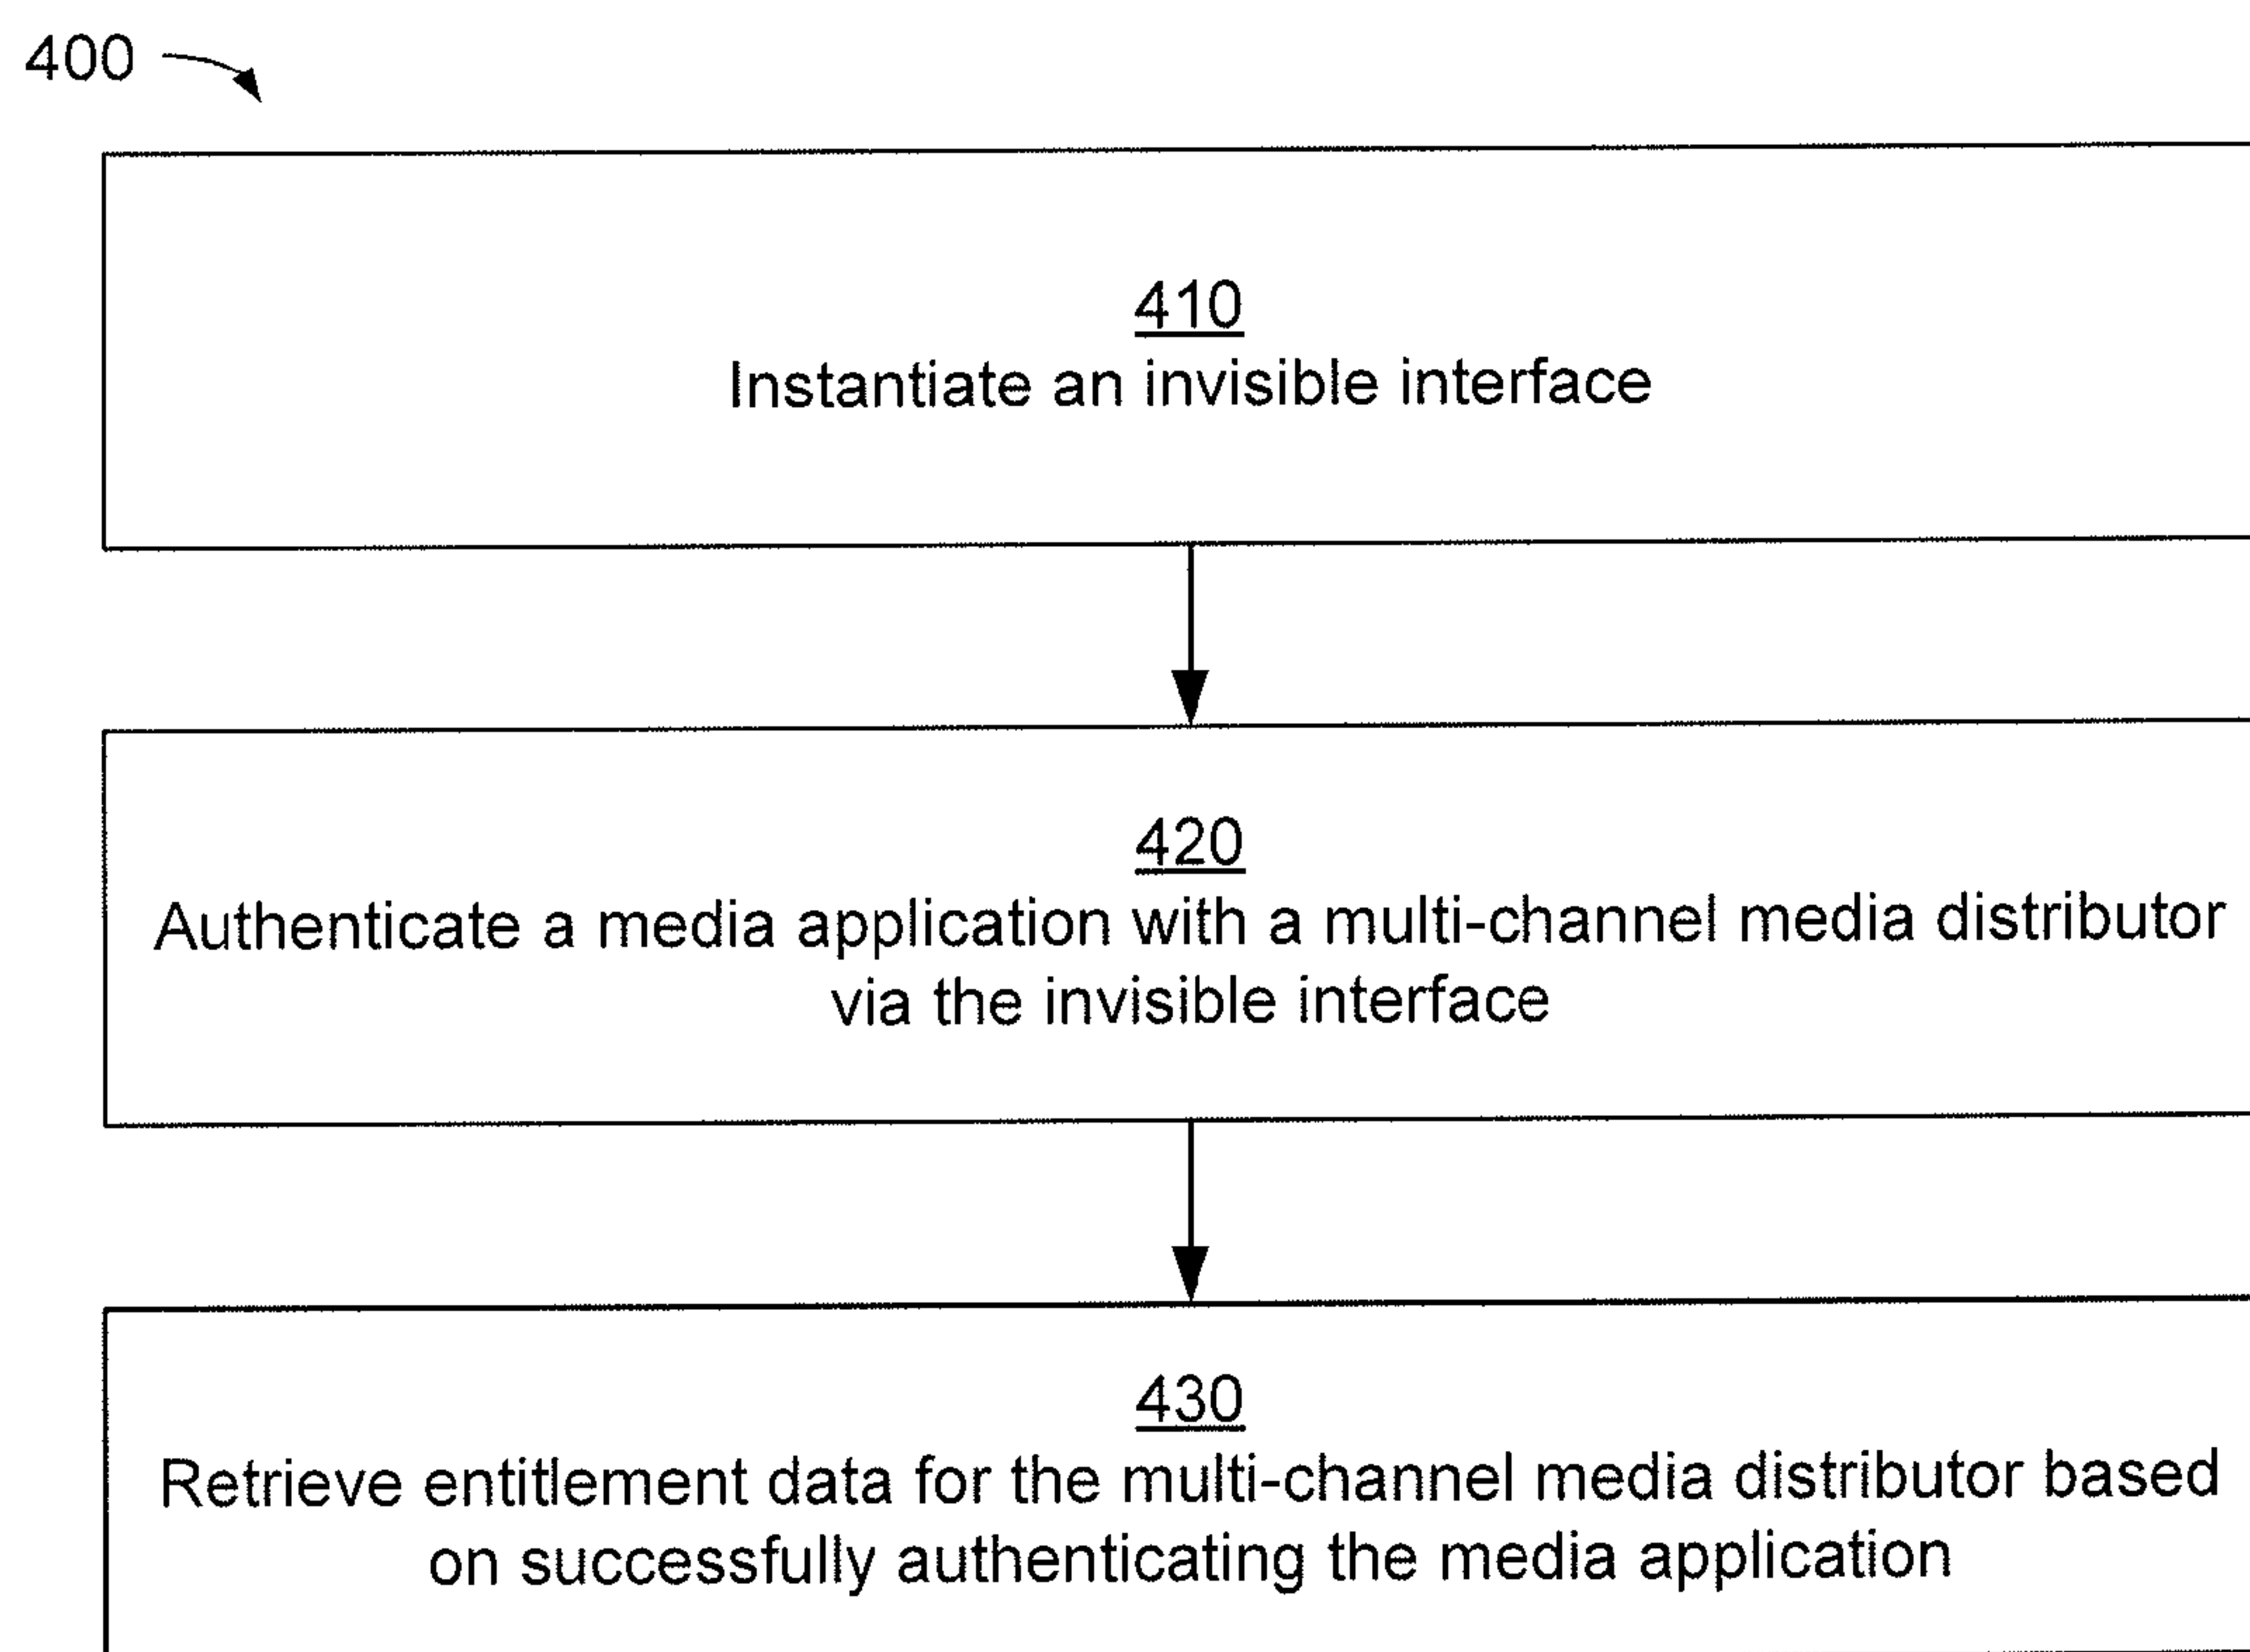 400
410
Instantiate an invisible interface
420
Authenticate a media application with a multi-channel media distributor
via the invisible interface
430
Retrieve entitlement data for the multi-channel media distributor based
on successfully authenticating the media application